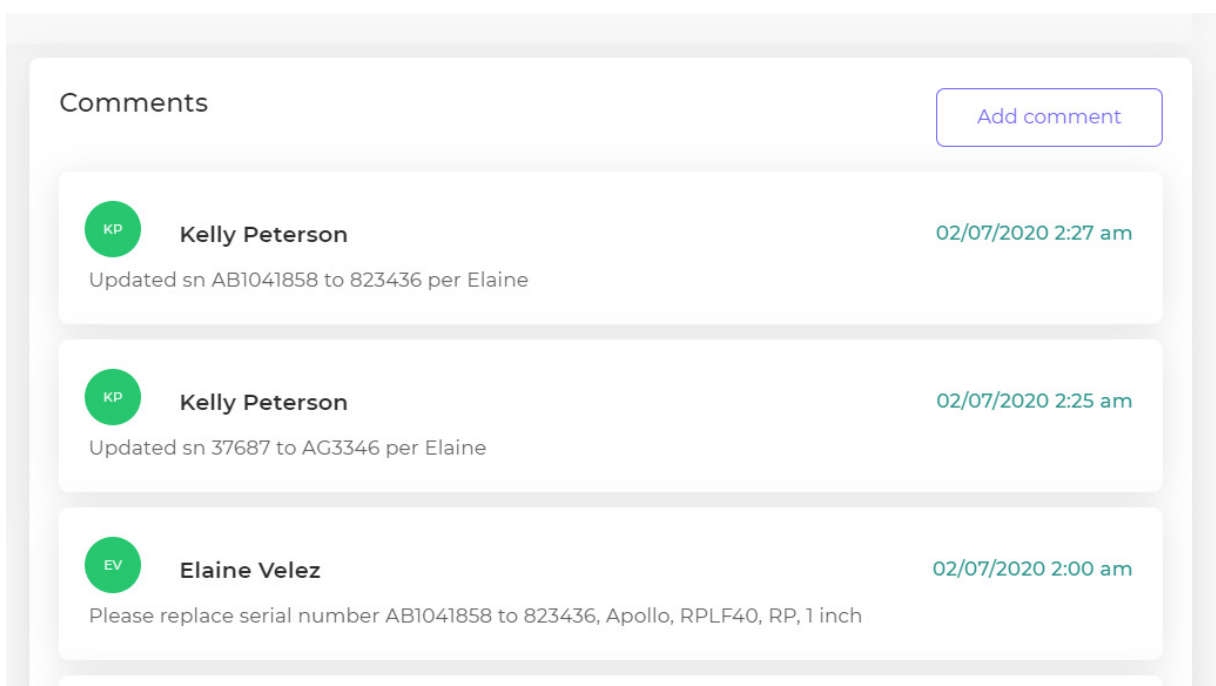 Comments
Add comment
KP
Kelly Peterson
02/07/2020 2:27 am
Updated sn AB1041858 to 823436 per Elaine
KP
Kelly Peterson
02/07/2020 2:25 am
Updated sn 37687 to AG3346 per Elaine
EV
Elaine Velez
02/07/2020 2:00 am
Please replace serial number AB1041858 to 823436, Apollo, RPLF40, RP, 1 inch